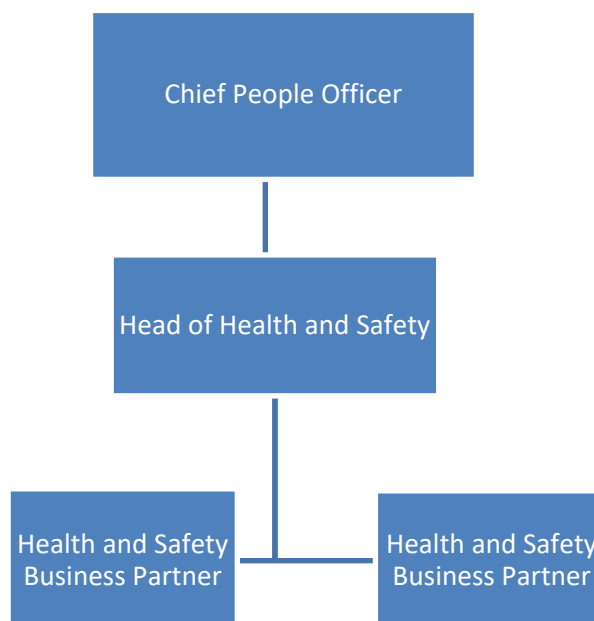 Chief People Officer
Head of Health and Safety
Health and Safety
Business Partner
Health and Safety
Business Partner